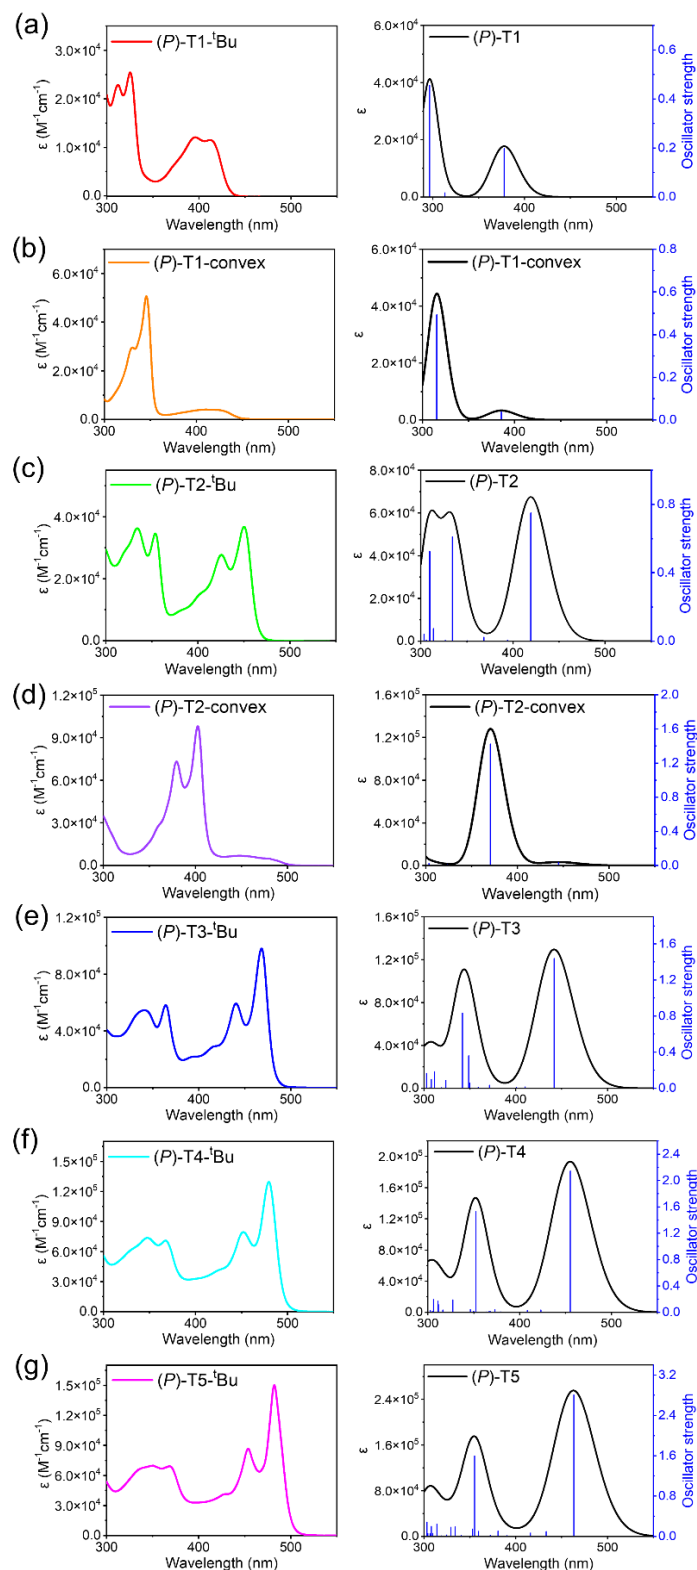 (a)
(P)-T1-ᵗBu
(P)-T1
3.0×10⁴
2.0×10⁴
1.0×10⁴
0.0
ε (M⁻¹cm⁻¹)
300 400 500
Wavelength (nm)
6.0×10⁴
4.0×10⁴
2.0×10⁴
0.0
ε
300 400 500
Wavelength (nm)
0.6
0.4
0.2
0.0
Oscillator strength
(b)
(P)-T1-convex
(P)-T1-convex
6.0×10⁴
4.0×10⁴
2.0×10⁴
0.0
ε (M⁻¹cm⁻¹)
300 400 500
Wavelength (nm)
6.0×10⁴
4.0×10⁴
2.0×10⁴
0.0
ε
300 400 500
Wavelength (nm)
0.8
0.6
0.4
0.2
0.0
Oscillator strength
(c)
(P)-T2-ᵗBu
(P)-T2
4.0×10⁴
2.0×10⁴
0.0
ε (M⁻¹cm⁻¹)
300 400 500
Wavelength (nm)
8.0×10⁴
6.0×10⁴
4.0×10⁴
2.0×10⁴
0.0
ε
300 400 500
Wavelength (nm)
0.8
0.4
0.0
Oscillator strength
(d)
(P)-T2-convex
(P)-T2-convex
1.2×10⁵
9.0×10⁴
6.0×10⁴
3.0×10⁴
0.0
ε (M⁻¹cm⁻¹)
300 400 500
Wavelength (nm)
1.6×10⁵
1.2×10⁵
8.0×10⁴
4.0×10⁴
0.0
ε
300 400 500
Wavelength (nm)
2.0
1.6
1.2
0.8
0.4
0.0
Oscillator strength
(e)
(P)-T3-ᵗBu
(P)-T3
1.2×10⁵
8.0×10⁴
4.0×10⁴
0.0
ε (M⁻¹cm⁻¹)
300 400 500
Wavelength (nm)
1.6×10⁵
1.2×10⁵
8.0×10⁴
4.0×10⁴
0.0
ε
300 400 500
Wavelength (nm)
1.8
1.2
0.6
0.0
Oscillator strength
(f)
(P)-T4-ᵗBu
(P)-T4
1.5×10⁵
1.2×10⁵
9.0×10⁴
6.0×10⁴
3.0×10⁴
0.0
ε (M⁻¹cm⁻¹)
300 400 500
Wavelength (nm)
2.0×10⁵
1.6×10⁵
1.2×10⁵
8.0×10⁴
4.0×10⁴
0.0
ε
300 400 500
Wavelength (nm)
2.4
2.0
1.6
1.2
0.8
0.4
0.0
Oscillator strength
(g)
(P)-T5-ᵗBu
(P)-T5
1.5×10⁵
1.2×10⁵
9.0×10⁴
6.0×10⁴
3.0×10⁴
0.0
ε (M⁻¹cm⁻¹)
300 400 500
Wavelength (nm)
2.4×10⁵
1.6×10⁵
8.0×10⁴
0.0
ε
300 400 500
Wavelength (nm)
3.2
2.8
2.4
2.0
1.6
1.2
0.8
0.4
0.0
Oscillator strength